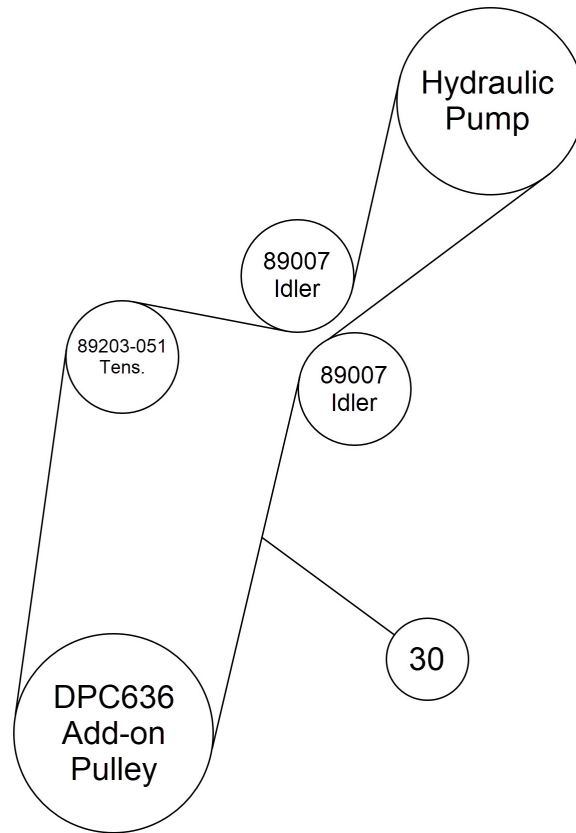 Hydraulic
Pump
89007
Idler
89203-051
Tens.
89007
Idler
30
DPC636
Add-on
Pulley